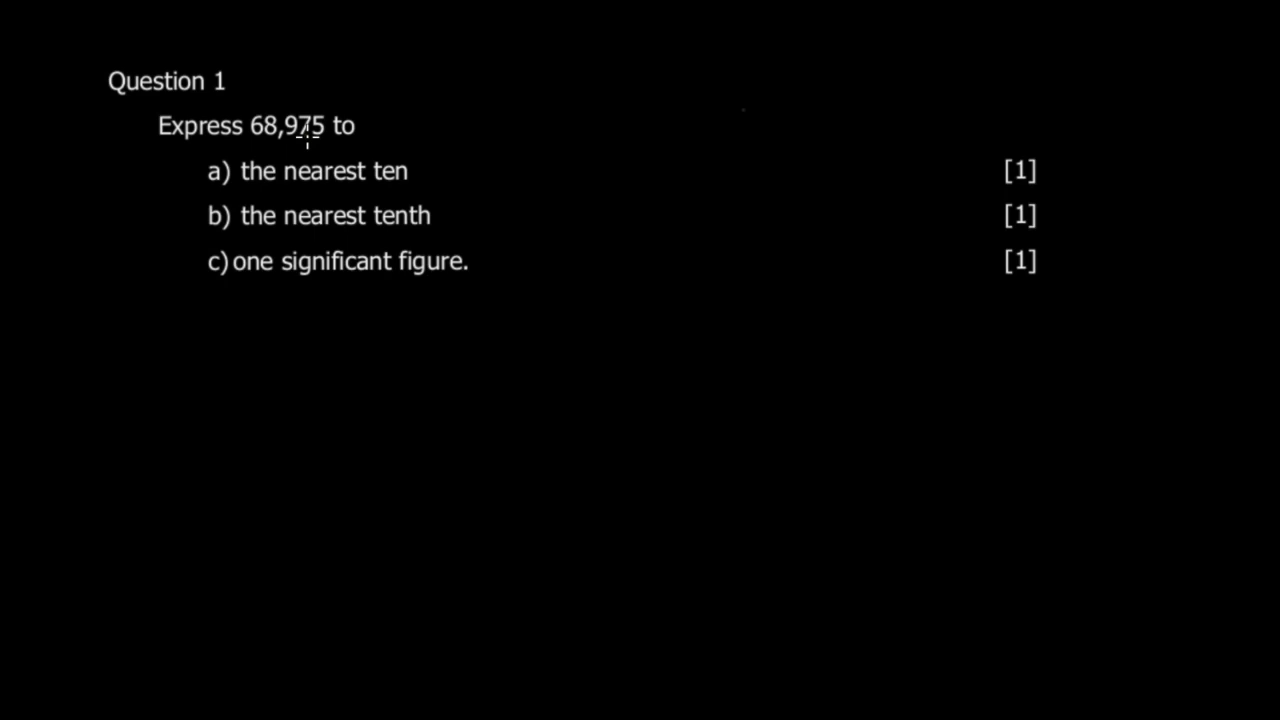 Question 1
Express 68,975 to
a) the nearest ten [1]
b) the nearest tenth [1]
c) one significant figure. [1]